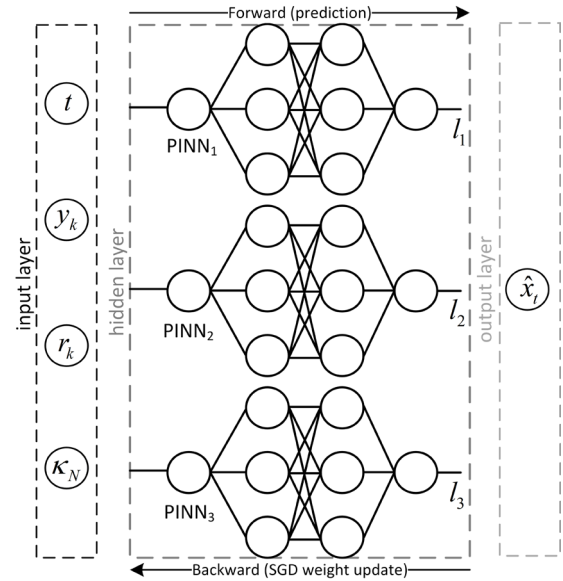 Forward (prediction)
input layer
t
y_k
r_k
κ_N
hidden layer
PINN₁
l₁
PINN₂
l₂
PINN₃
l₃
output layer
x̂_t
Backward (SGD weight update)